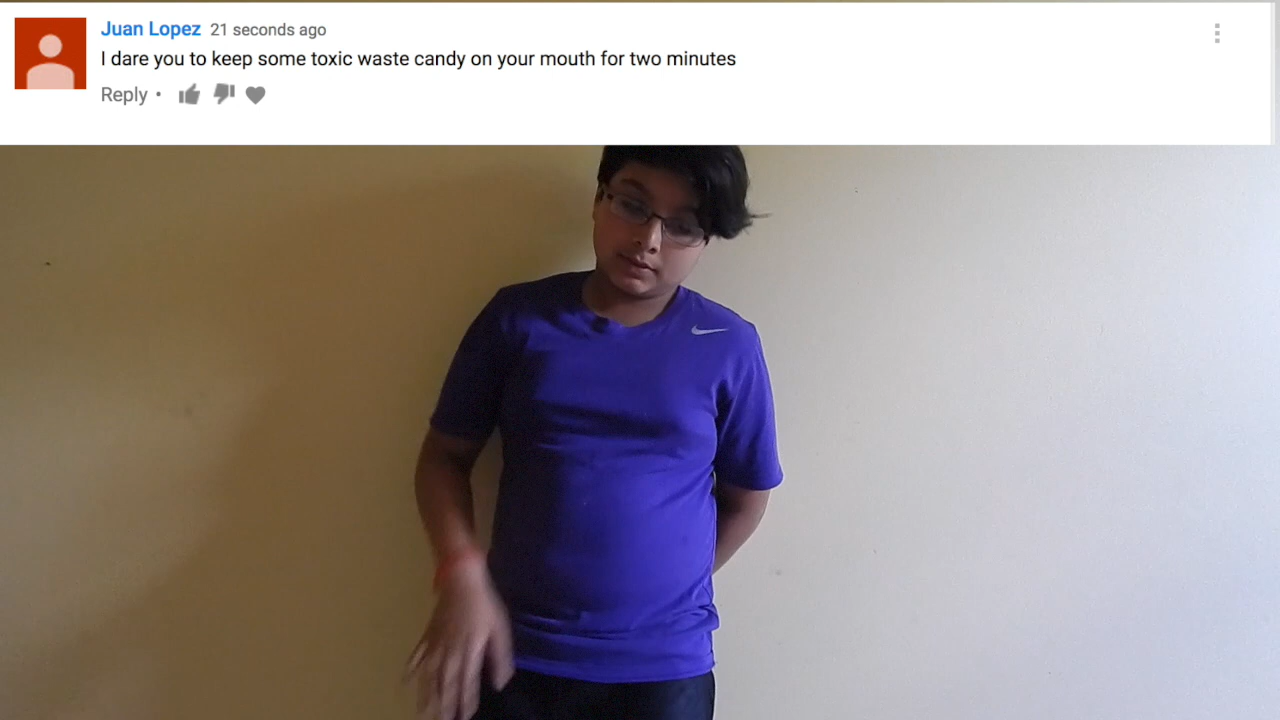 Juan Lopez 21 seconds ago
I dare you to keep some toxic waste candy on your mouth for two minutes
Reply •